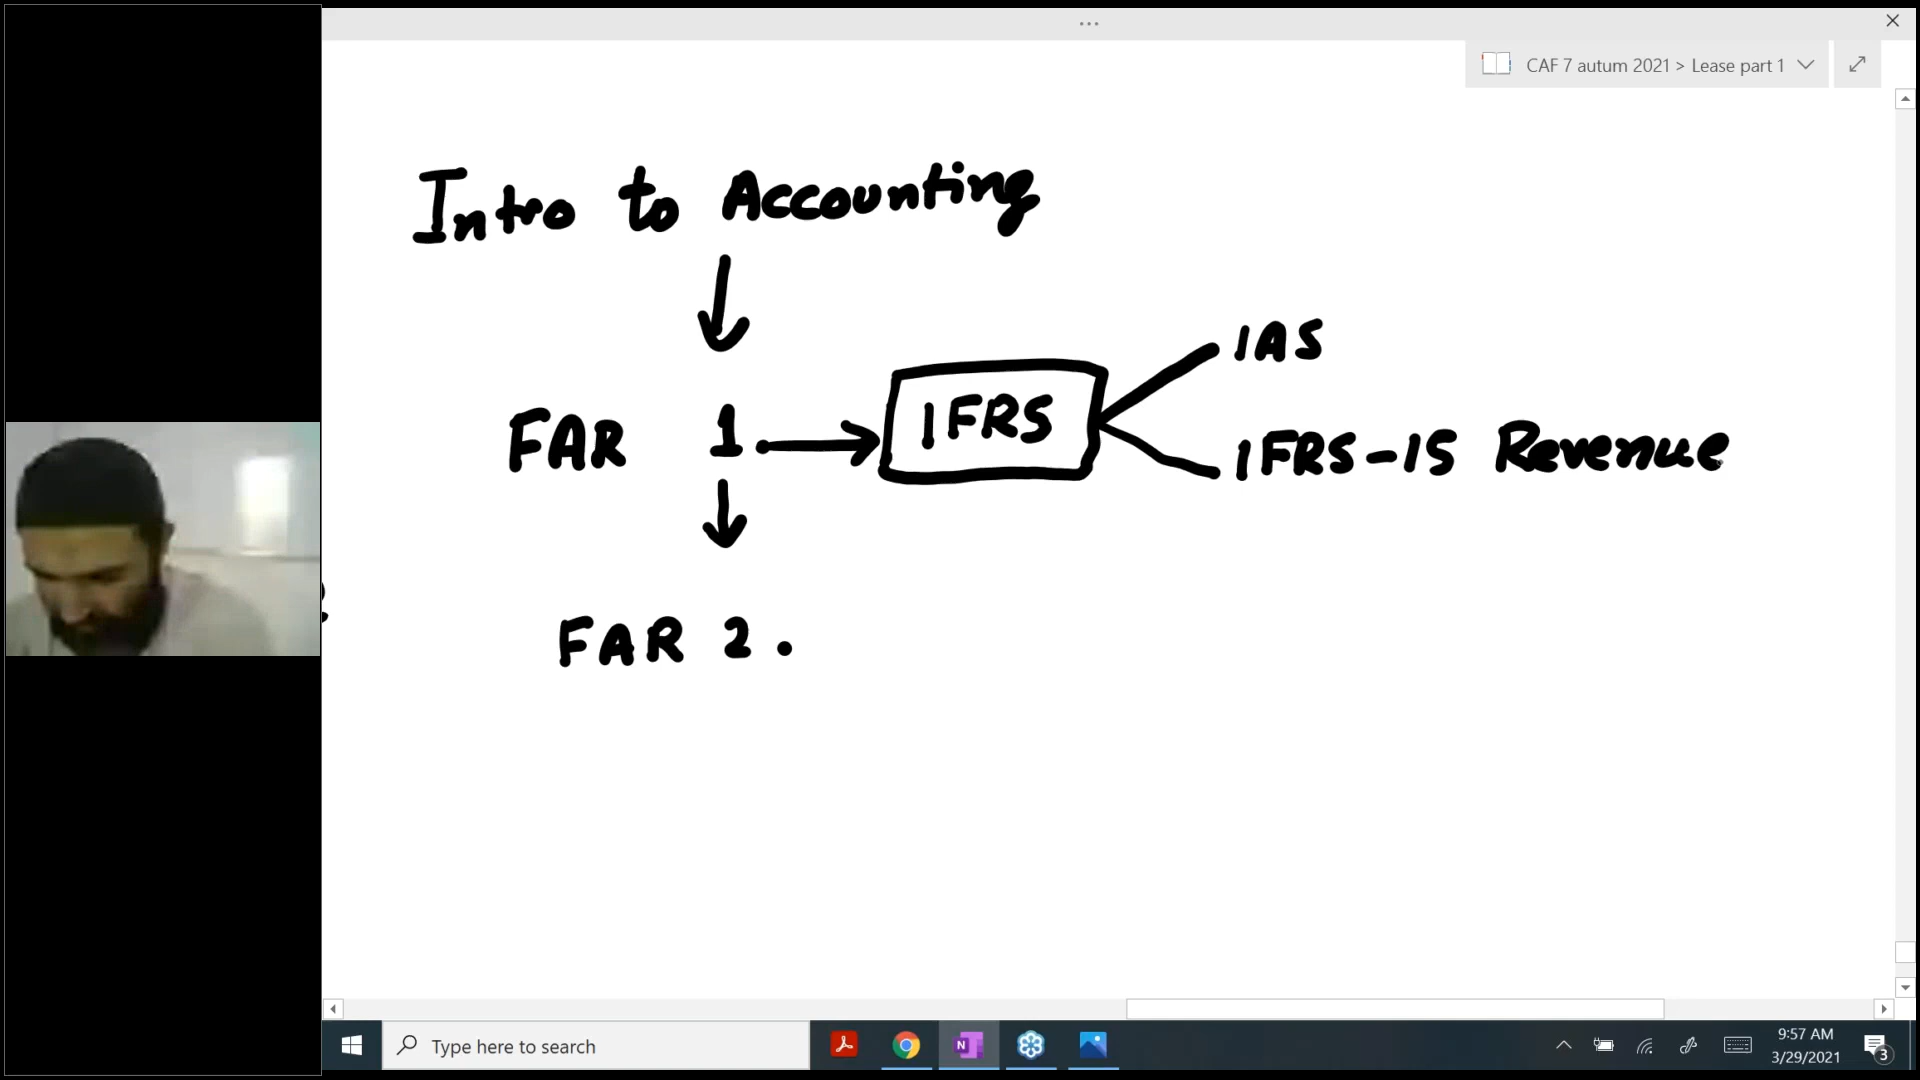 CAF 7 autum 2021 > Lease part 1
Intro to Accounting
IAS
FAR 1. IFRS
IFRS-15 Revenue
FAR 2.
Type here to search
N
9:57 AM
3/29/2021
3